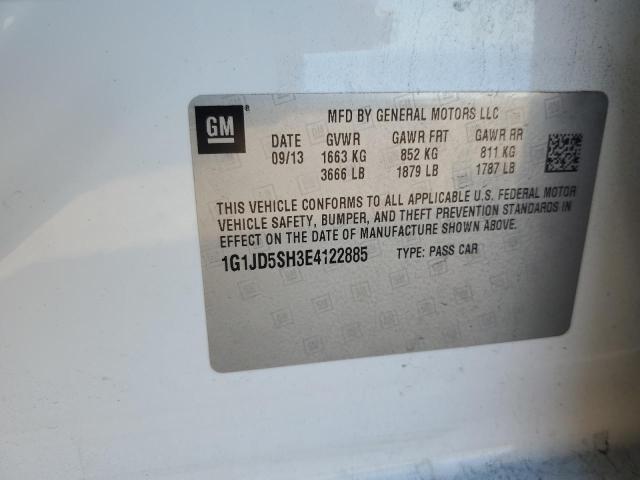 GM ®
MFD BY GENERAL MOTORS LLC
DATE GVWR GAWR FRT GAWR RR
09/13 1663 KG 852 KG 811 KG
3666 LB 1879 LB 1787 LB
THIS VEHICLE CONFORMS TO ALL APPLICABLE U.S. FEDERAL MOTOR
VEHICLE SAFETY, BUMPER, AND THEFT PREVENTION STANDARDS IN
EFFECT ON THE DATE OF MANUFACTURE SHOWN ABOVE.
1G1JD5SH3E4122885 TYPE: PASS CAR